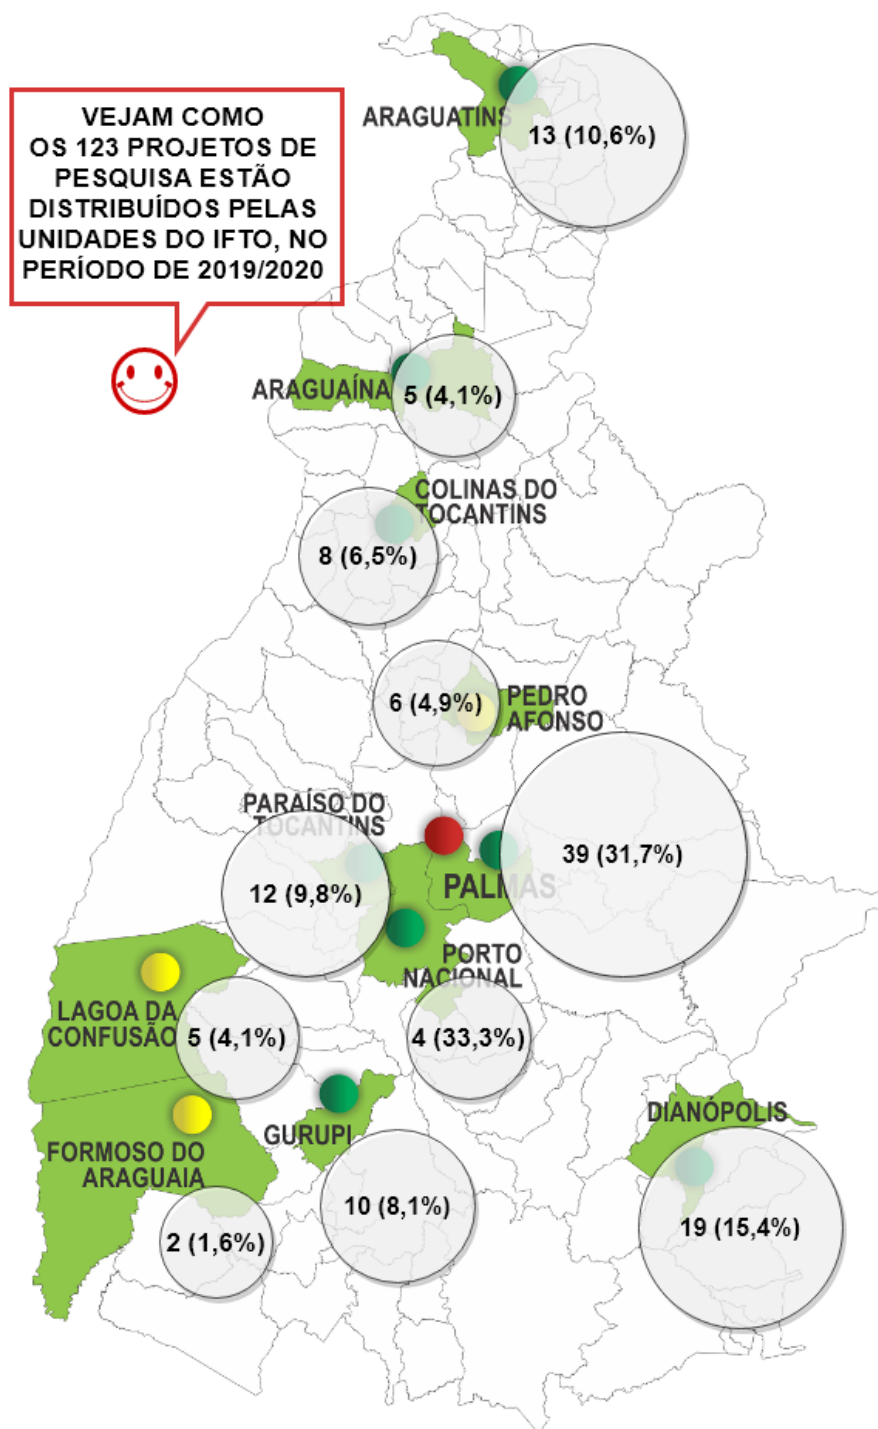 ARAGUATINS
13 (10,6%)
VEJAM COMO
OS 123 PROJETOS DE
PESQUISA ESTÃO
DISTRIBUÍDOS PELAS
UNIDADES DO IFTO, NO
PERÍODO DE 2019/2020
ARAGUAÍNA
5 (4,1%)
COLINAS DO
TOCANTINS
8 (6,5%)
6 (4,9%)
PEDRO
AFONSO
PARAÍSO DO
TOCANTINS
12 (9,8%)
PALMAS
39 (31,7%)
PORTO
NACIONAL
4 (33,3%)
LAGOA DA
CONFUSÃO
5 (4,1%)
FORMOSO DO
ARAGUAIA
2 (1,6%)
GURUPI
10 (8,1%)
DIANÓPOLIS
19 (15,4%)